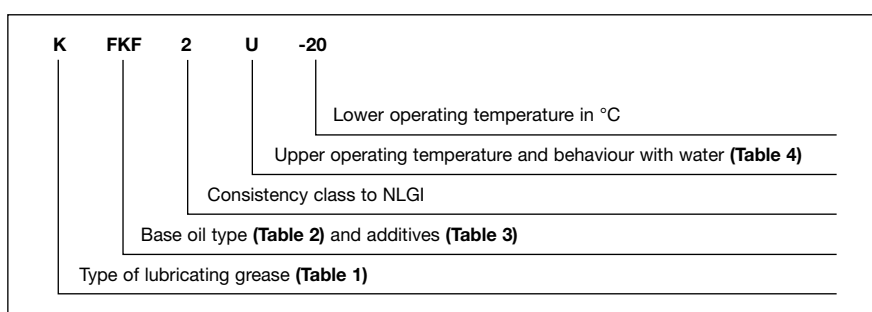 K FKF 2 U -20
Lower operating temperature in °C
Upper operating temperature and behaviour with water (Table 4)
Consistency class to NLGI
Base oil type (Table 2) and additives (Table 3)
Type of lubricating grease (Table 1)